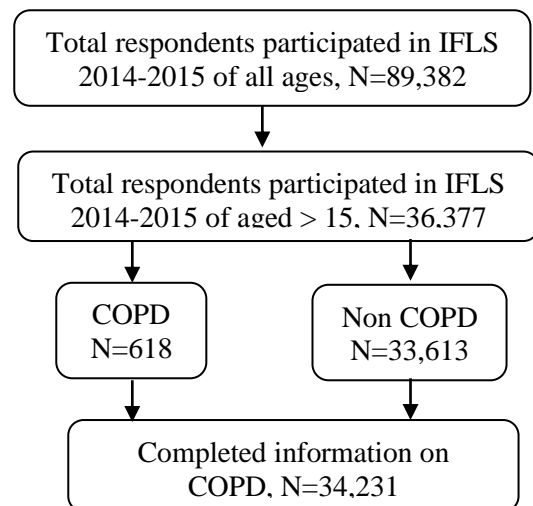 Total respondents participated in IFLS
2014-2015 of all ages, N=89,382
Total respondents participated in IFLS
2014-2015 of aged > 15, N=36,377
COPD
N=618
Non COPD
N=33,613
Completed information on
COPD, N=34,231